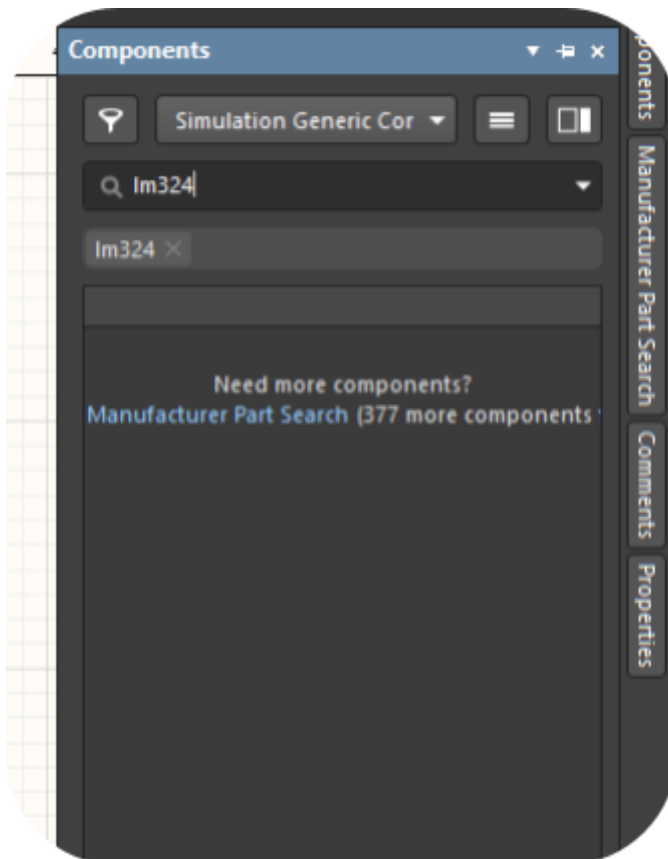 Components
Simulation Generic Cor
lm324
lm324
Need more components?
Manufacturer Part Search (377 more components
ponents
Manufacturer Part Search
Comments
Properties